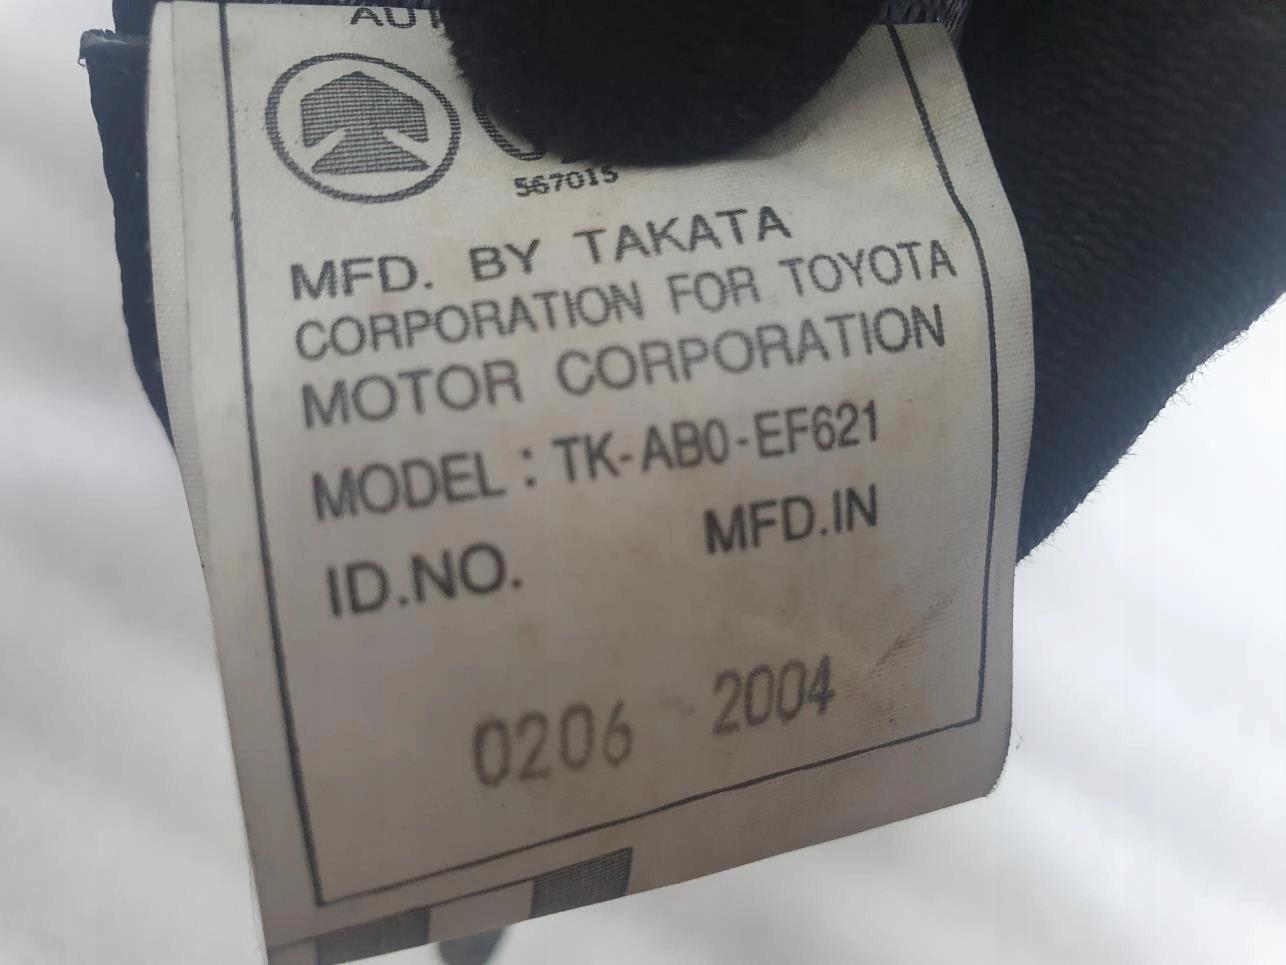 567015
MFD. BY TAKATA
CORPORATION FOR TOYOTA
MOTOR CORPORATION
MODEL : TK-AB0-EF621
ID.NO. MFD.IN
0206 2004